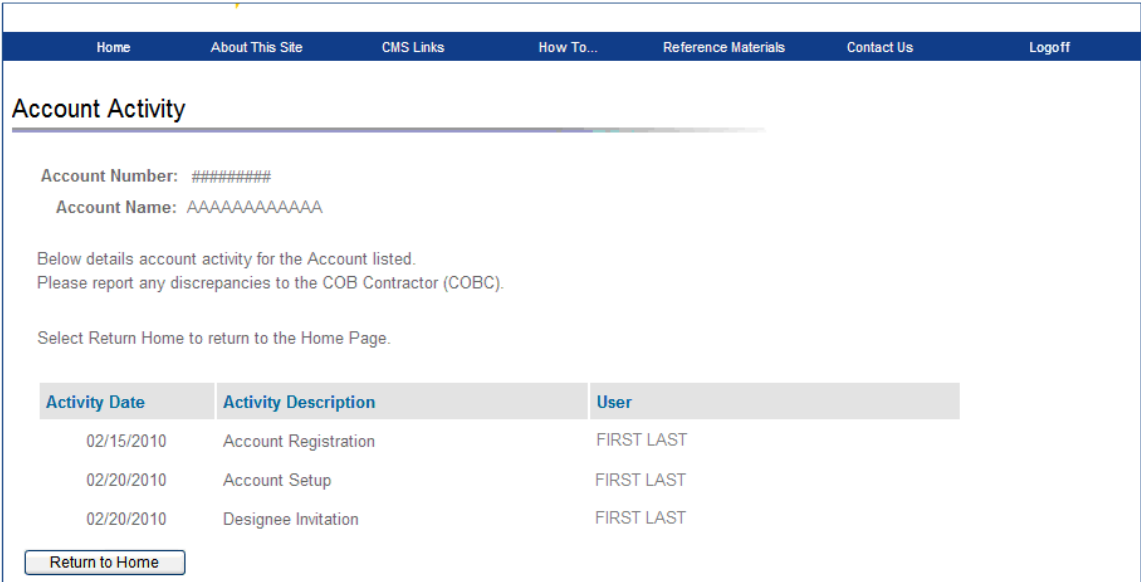 Home About This Site CMS Links How To... Reference Materials Contact Us Logoff
Account Activity
Account Number: #########
Account Name: AAAAAAAAAAAA
Below details account activity for the Account listed.
Please report any discrepancies to the COB Contractor (COBC).
Select Return Home to return to the Home Page.
Activity Date Activity Description User
02/15/2010 Account Registration FIRST LAST
02/20/2010 Account Setup FIRST LAST
02/20/2010 Designee Invitation FIRST LAST
Return to Home